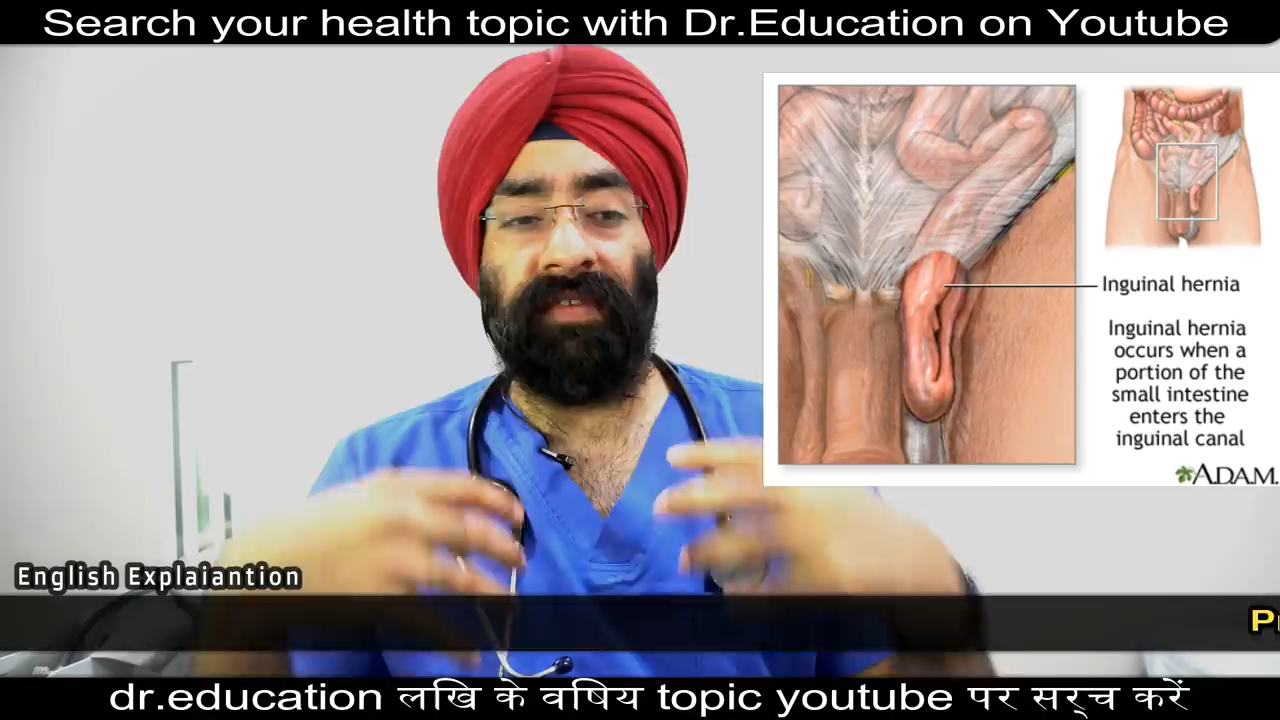 Search your health topic with Dr.Education on Youtube
Inguinal hernia
Inguinal hernia
occurs when a
portion of the
small intestine
enters the
inguinal canal
ADAM.
English Explaiantion
dr.education लखि के वषिय topic youtube पर सर्च करें